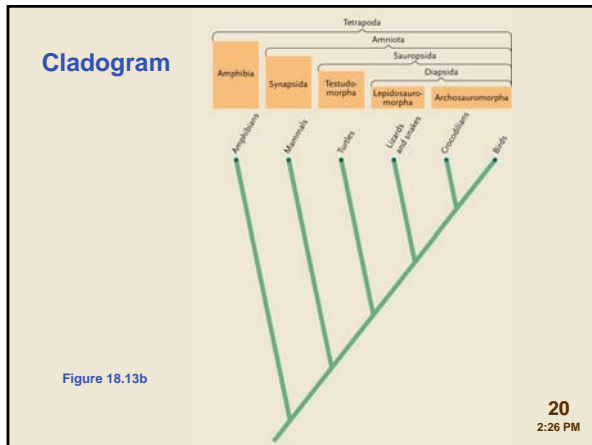 Cladogram
Tetrapoda
Amniota
Sauropsida
Diapsida
Amphibia
Synapsida
Testudo-
morpha
Lepidosauro-
morpha
Archosauromorpha
Amphibians
Mammals
Turtles
Lizards
and snakes
Crocodilians
Birds
Figure 18.13b
20
2:26 PM